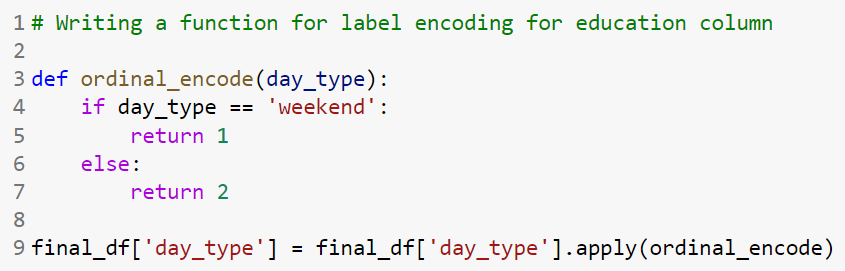 1 # Writing a function for label encoding for education column
2
3 def ordinal_encode(day_type):
4     if day_type == 'weekend':
5         return 1
6     else:
7         return 2
8
9 final_df['day_type'] = final_df['day_type'].apply(ordinal_encode)